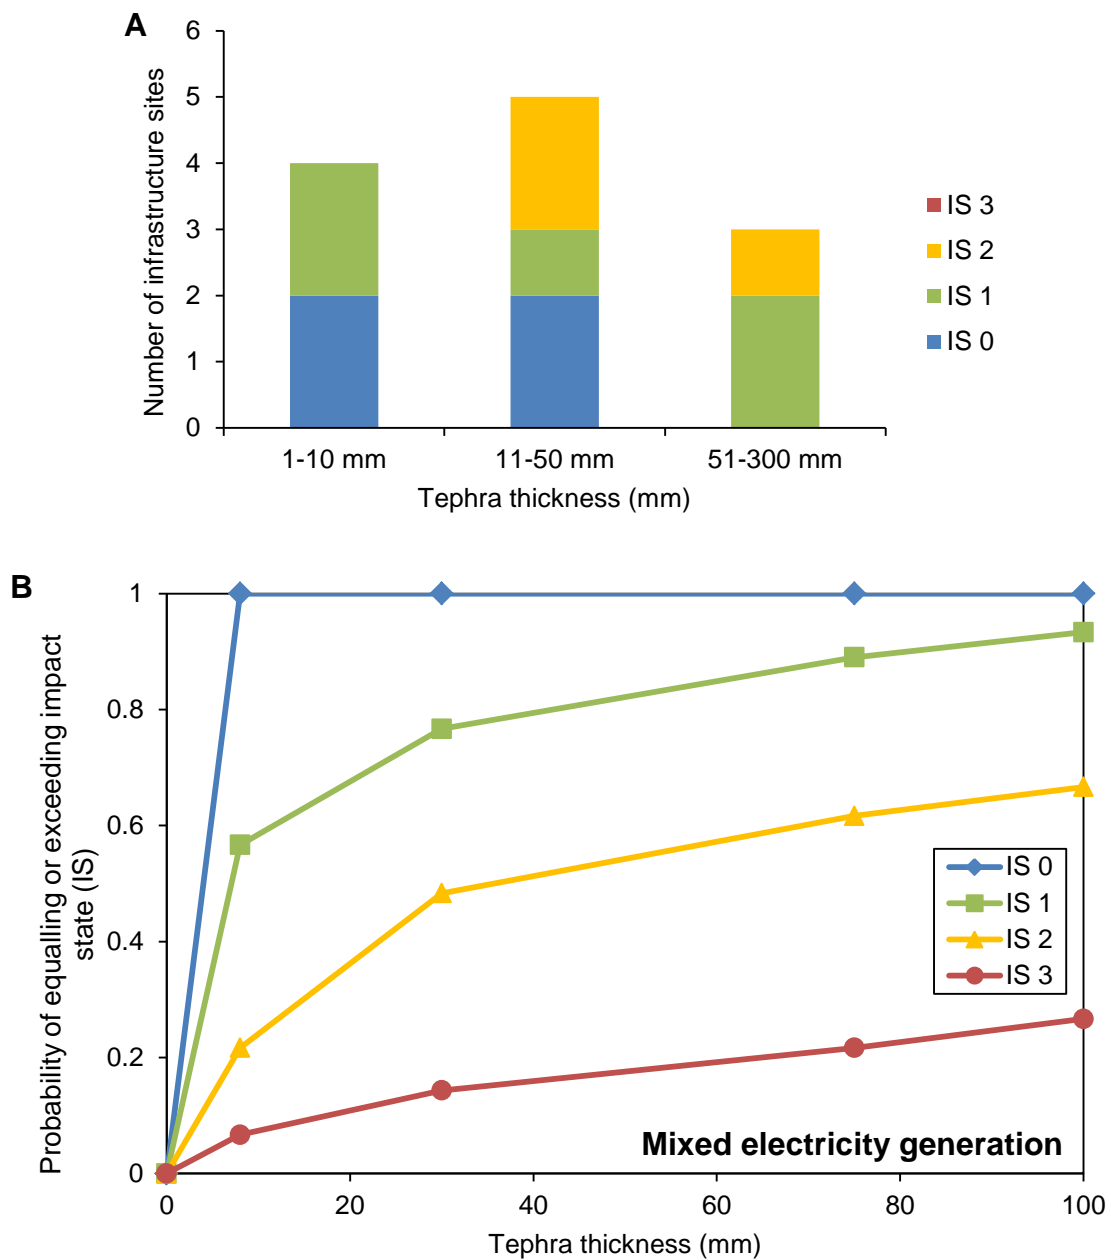 A
Number of infrastructure sites
6
5
4
3
2
1
0
1-10 mm
11-50 mm
51-300 mm
Tephra thickness (mm)
IS 3
IS 2
IS 1
IS 0
B
Probability of equalling or exceeding impact
state (IS)
1
0.8
0.6
0.4
0.2
0
0
20
40
60
80
100
IS 0
IS 1
IS 2
IS 3
Mixed electricity generation
Tephra thickness (mm)